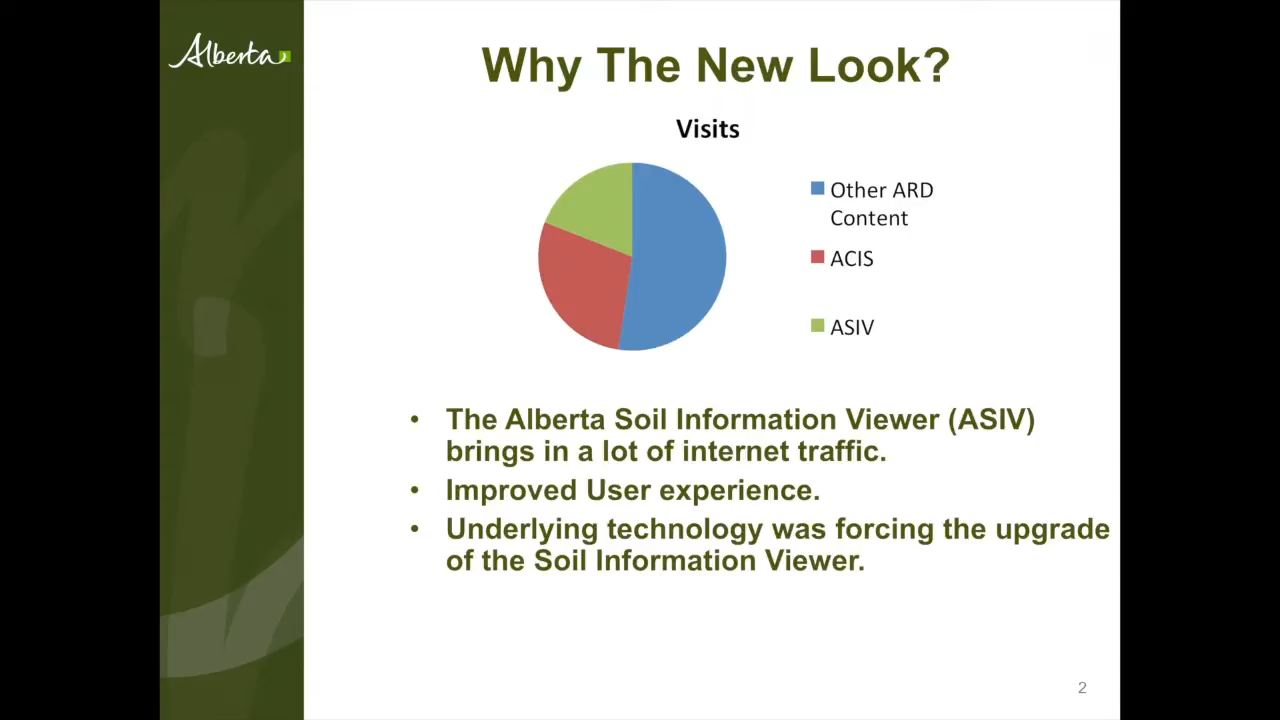 Alberta
Why The New Look?
Visits
Other ARD
Content
ACIS
ASIV
• The Alberta Soil Information Viewer (ASIV)
brings in a lot of internet traffic.
• Improved User experience.
• Underlying technology was forcing the upgrade
of the Soil Information Viewer.
2